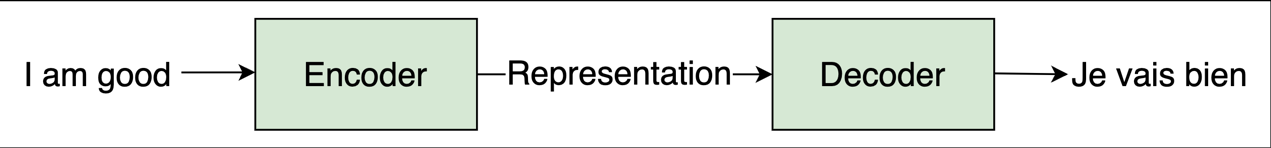 I am good Encoder Representation Decoder Je vais bien